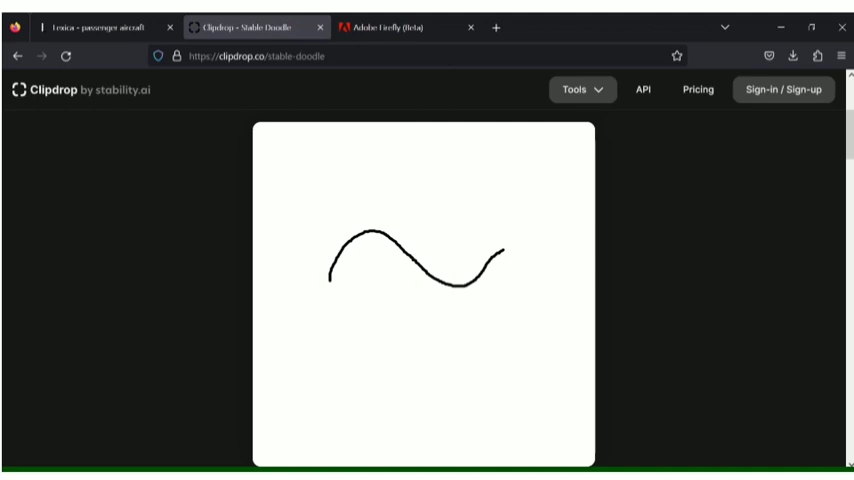 Lexica - passenger aircraft
Clipdrop - Stable Doodle
Adobe Firefly (Beta)
https://clipdrop.co/stable-doodle
Clipdrop by stability.ai
Tools
API
Pricing
Sign-in / Sign-up